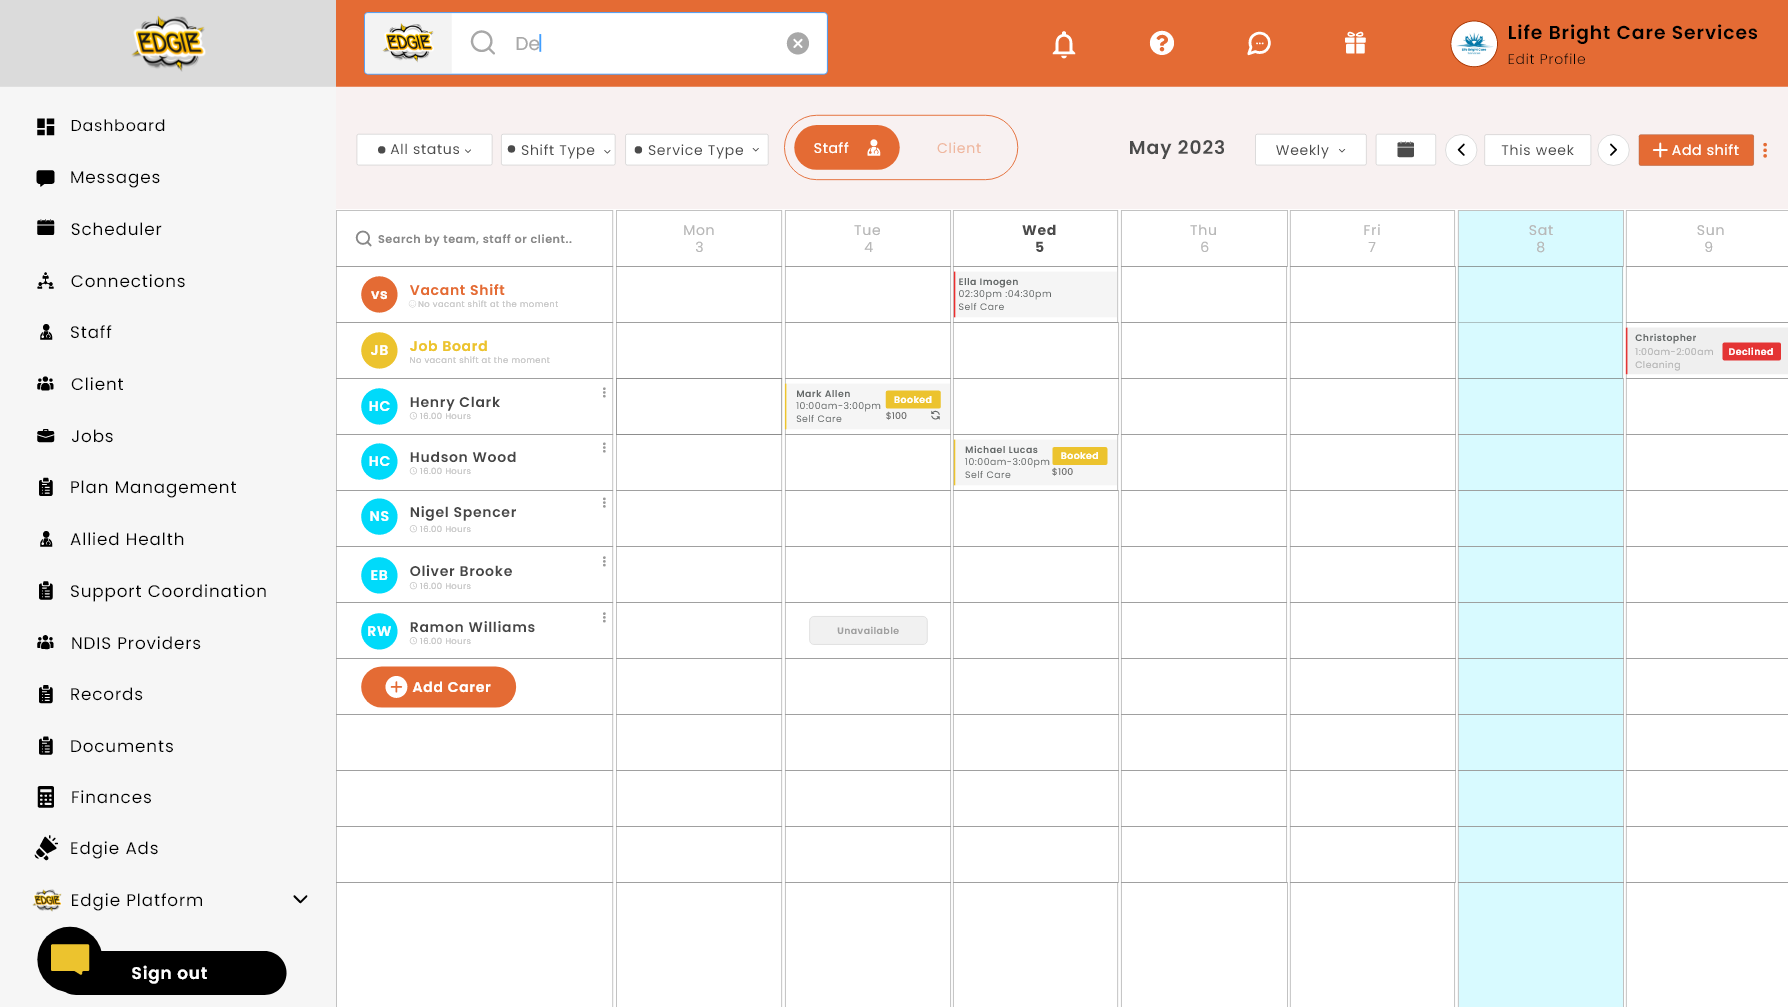 EDGIE
EDGIE
De
Life Bright Care Services
Edit Profile
Dashboard
Messages
Scheduler
Connections
Staff
Client
Jobs
Plan Management
Allied Health
Support Coordination
NDIS Providers
Records
Documents
Finances
Edgie Ads
EDGIE
Edgie Platform
Sign out
All status
Shift Type
Service Type
Staff
Client
May 2023
Weekly
This week
Add shift
Search by team, staff or client..
Mon
3
Tue
4
Wed
5
Thu
6
Fri
7
Sat
8
Sun
9
VS
Vacant Shift
No vacant shift at the moment
Ella Imogen
02:30pm :04:30pm
Self Care
JB
Job Board
No vacant shift at the moment
Christopher
1:00am-2:00am
Cleaning
Declined
HC
Henry Clark
16.00 Hours
Mark Allen
10:00am-3:00pm
Self Care
Booked
$100
HC
Hudson Wood
16.00 Hours
Michael Lucas
10:00am-3:00pm
Self Care
Booked
$100
NS
Nigel Spencer
16.00 Hours
EB
Oliver Brooke
16.00 Hours
RW
Ramon Williams
16.00 Hours
Unavailable
Add Carer